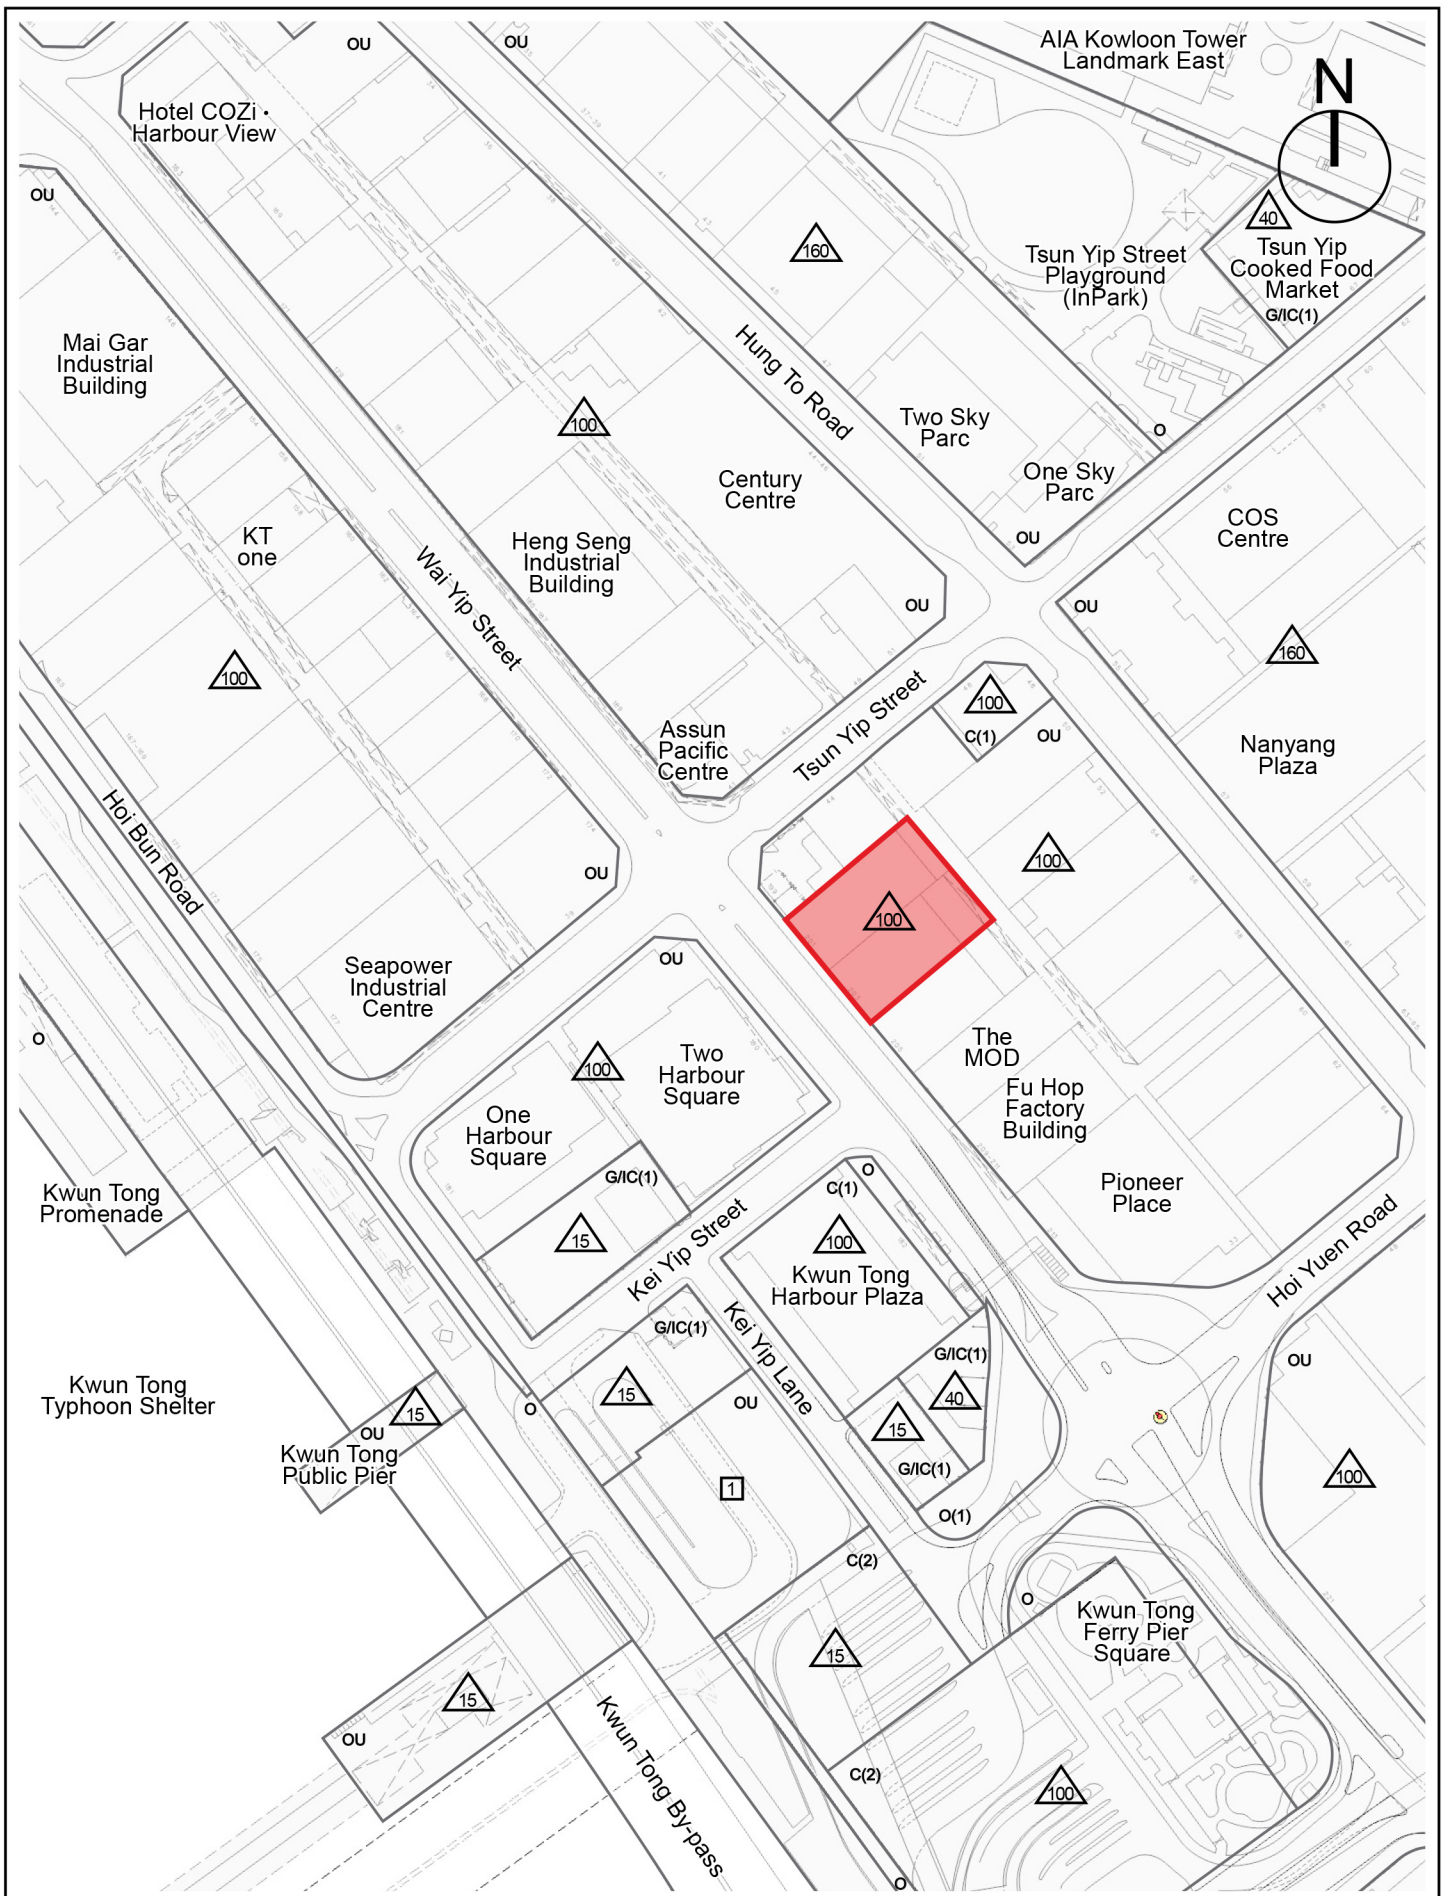 OU
OU
AIA Kowloon Tower
Landmark East
N
Hotel COZi •
Harbour View
OU
40
Tsun Yip
Cooked Food
Market
G/IC(1)
160
Tsun Yip Street
Playground
(InPark)
Mai Gar
Industrial
Building
Hung To Road
100
Two Sky
Parc
O
One Sky
Parc
OU
Century
Centre
COS
Centre
KT
one
Heng Seng
Industrial
Building
Wai Yip Street
OU
OU
160
100
Tsun Yip Street
100
C(1)
OU
Assun
Pacific
Centre
Nanyang
Plaza
Hoi Bun Road
OU
100
100
Seapower
Industrial
Centre
OU
O
100
Two
Harbour
Square
The
MOD
One
Harbour
Square
Fu Hop
Factory
Building
G/IC(1)
O
C(1)
Kwun Tong
Promenade
Pioneer
Place
15
Kei Yip Street
100
Kwun Tong
Harbour Plaza
Hoi Yuen Road
G/IC(1)
Kei Yip Lane
G/IC(1)
OU
Kwun Tong
Typhoon Shelter
15
OU
O
15
40
OU
15
G/IC(1)
Kwun Tong
Public Pier
1
100
O(1)
C(2)
O
Kwun Tong
Ferry Pier
Square
15
15
OU
Kwun Tong By-pass
C(2)
100
O